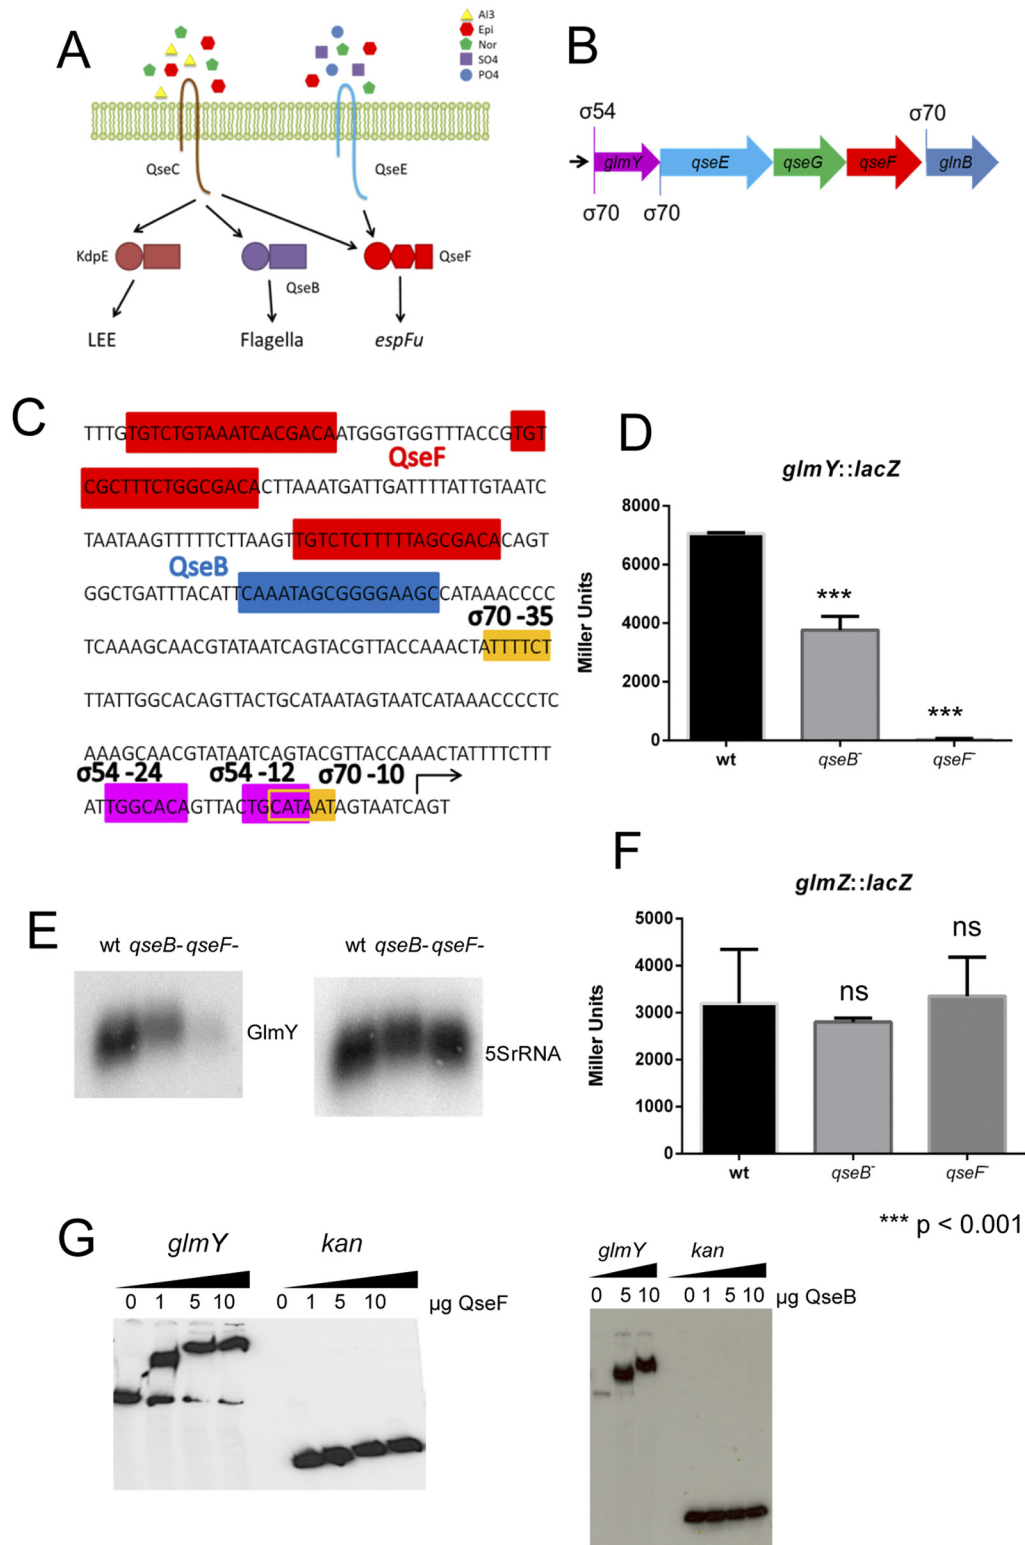 A
AI3
Epi
Nor
SO4
PO4
QseC
QseE
KdpE
QseB
QseF
LEE
Flagella
espFu
B
σ54
σ70
glmY
qseE
qseG
qseF
glnB
σ70
σ70
C
TTTGTGTCTGTAAATCACGACAATGGGTGGTTTACCGTGT
QseF
CGCTTTCTGGCGACACTTAAATGATTGATTTTATTGTAATC
TAATAAGTTTTTCTTAAGTTGTCTCTTTTTAGCGACACAGT
QseB
GGCTGATTTACATTCAAATAGCGGGGAAGCCATAAACCCC
σ70 -35
TCAAAGCAACGTATAATCAGTACGTTACCAAACTATTTTCT
TTATTGGCACAGTTACTGCATAATAGTAATCATAAACCCCTC
AAAGCAACGTATAATCAGTACGTTACCAAACTATTTTCTTT
σ54 -24 σ54 -12 σ70 -10
ATTGGCACAGTTACTGCATAATAGTAATCAGT
D
glmY::lacZ
Miller Units
8000
6000
4000
2000
0
***
***
wt qseB- qseF-
E
wt qseB- qseF-
GlmY
wt qseB- qseF-
5SrRNA
F
glmZ::lacZ
Miller Units
5000
4000
3000
2000
1000
0
ns
ns
wt qseB- qseF-
*** p < 0.001
G
glmY kan
0 1 5 10 0 1 5 10 µg QseF
glmY kan
0 5 10 0 1 5 10 µg QseB